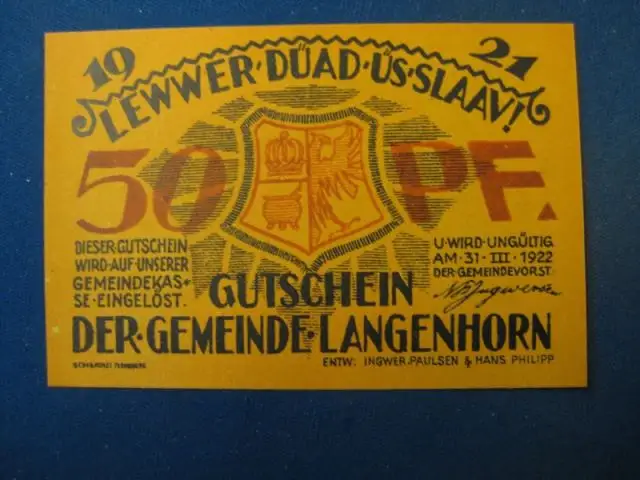 19 21
LEWWER·DÜAD·ÜS·SLAAV!
50 PF.
DIESER·GUTSCHEIN
WIRD·AUF·UNSERER
GEMEINDEKAS=
SE·EINGELÖST.
U·WIRD·UNGÜLTIG
AM·31·III·1922
DER·GEMEINDEVORST.
GUTSCHEIN
DER·GEMEINDE·LANGENHORN
ENTW: INGWER·PAULSEN & HANS PHILIPP